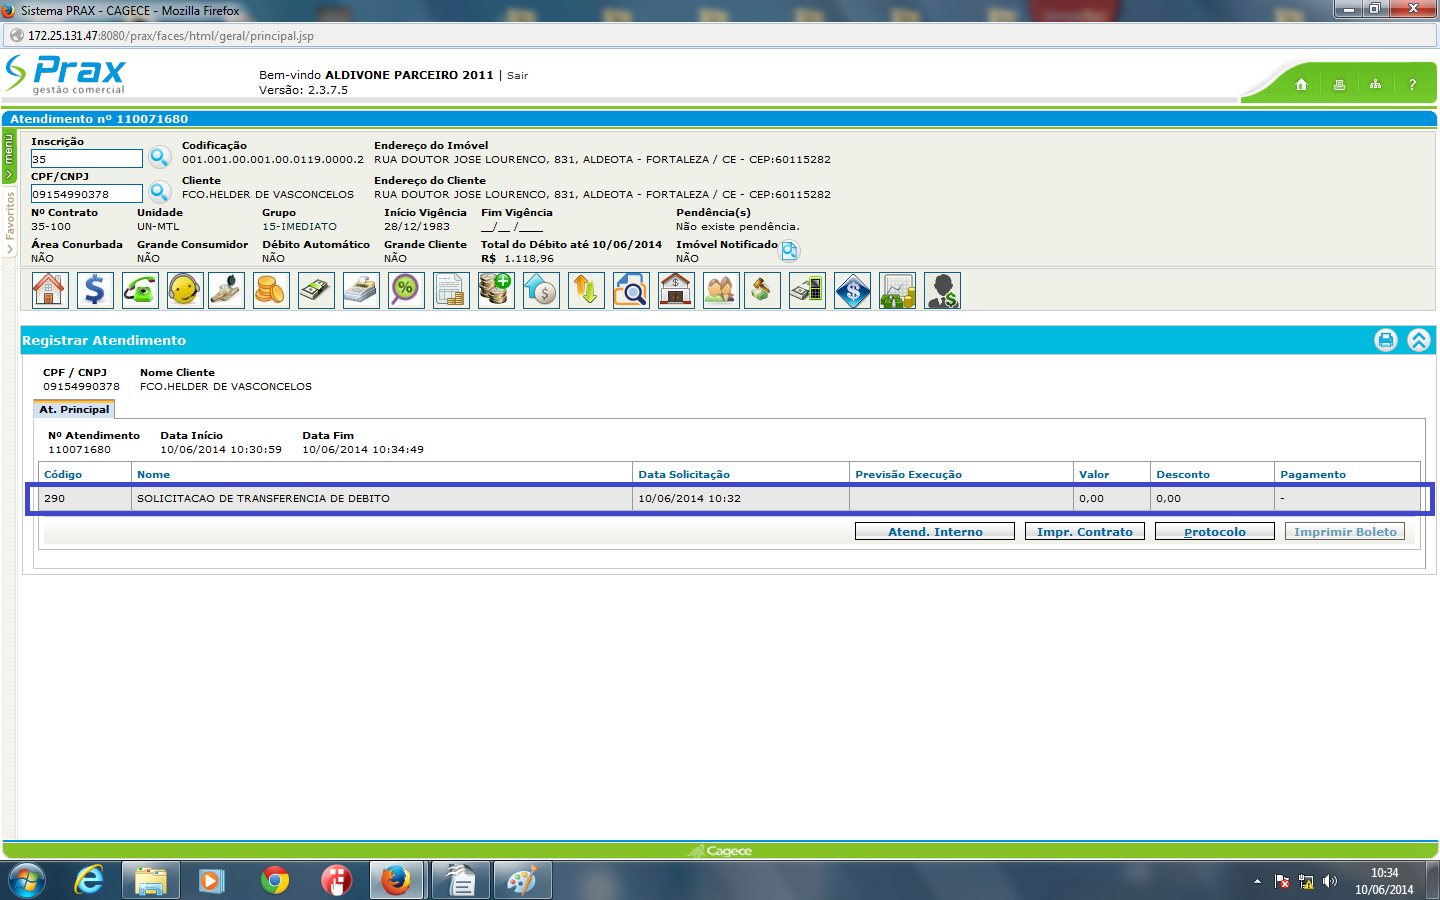 Sistema PRAX - CAGECE - Mozilla Firefox
172.25.131.47:8080/prax/faces/html/geral/principal.jsp
Prax
gestão comercial
Bem-vindo ALDIVONE PARCEIRO 2011 | Sair
Versão: 2.3.7.5
?
Atendimento nº 110071680
menu
Favoritos
Inscrição Codificação Endereço do Imóvel
35 001.001.00.001.00.0119.0000.2 RUA DOUTOR JOSE LOURENCO, 831, ALDEOTA - FORTALEZA / CE - CEP:60115282
CPF/CNPJ Cliente Endereço do Cliente
09154990378 FCO.HELDER DE VASCONCELOS RUA DOUTOR JOSE LOURENCO, 831, ALDEOTA - FORTALEZA / CE - CEP:60115282
Nº Contrato Unidade Grupo Início Vigência Fim Vigência Pendência(s)
35-100 UN-MTL 15-IMEDIATO 28/12/1983 __/__ /____ Não existe pendência.
Área Conurbada Grande Consumidor Débito Automático Grande Cliente Total do Débito até 10/06/2014 Imóvel Notificado
NÃO NÃO NÃO NÃO R$ 1.118,96 NÃO
Registrar Atendimento
CPF / CNPJ Nome Cliente
09154990378 FCO.HELDER DE VASCONCELOS
At. Principal
Nº Atendimento Data Início Data Fim
110071680 10/06/2014 10:30:59 10/06/2014 10:34:49
Código Nome Data Solicitação Previsão Execução Valor Desconto Pagamento
290 SOLICITACAO DE TRANSFERENCIA DE DEBITO 10/06/2014 10:32 0,00 0,00 -
Atend. Interno Impr. Contrato Protocolo Imprimir Boleto
Cagece
10:34
10/06/2014